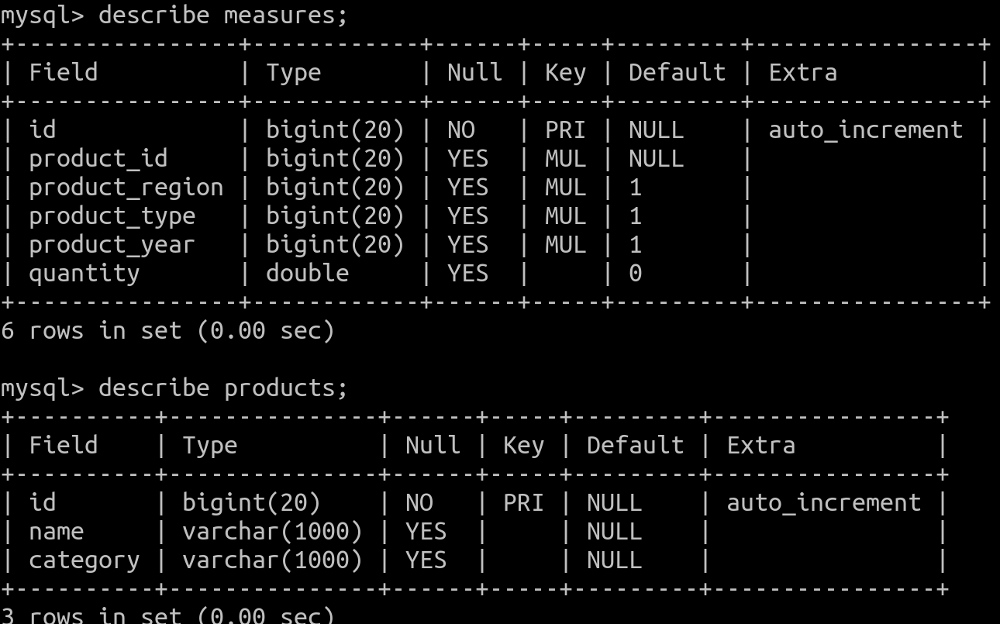 mysql> describe measures;
+----------------+------------+------+-----+---------+----------------+
| Field          | Type       | Null | Key | Default | Extra          |
+----------------+------------+------+-----+---------+----------------+
| id             | bigint(20) | NO   | PRI | NULL    | auto_increment |
| product_id     | bigint(20) | YES  | MUL | NULL    |                |
| product_region | bigint(20) | YES  | MUL | 1       |                |
| product_type   | bigint(20) | YES  | MUL | 1       |                |
| product_year   | bigint(20) | YES  | MUL | 1       |                |
| quantity       | double     | YES  |     | 0       |                |
+----------------+------------+------+-----+---------+----------------+
6 rows in set (0.00 sec)

mysql> describe products;
+----------+---------------+------+-----+---------+----------------+
| Field    | Type          | Null | Key | Default | Extra          |
+----------+---------------+------+-----+---------+----------------+
| id       | bigint(20)    | NO   | PRI | NULL    | auto_increment |
| name     | varchar(1000) | YES  |     | NULL    |                |
| category | varchar(1000) | YES  |     | NULL    |                |
+----------+---------------+------+-----+---------+----------------+
3 rows in set (0.00 sec)